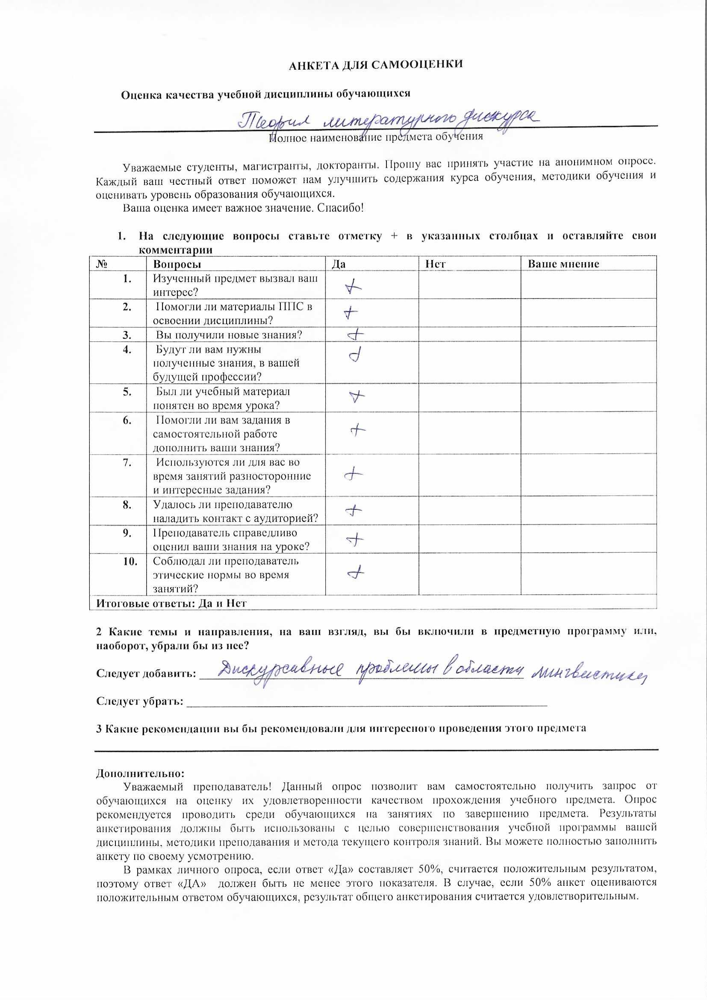 АНКЕТА ДЛЯ САМООЦЕНКИ
Оценка качества учебной дисциплины обучающихся
Теория литературного дискурса
Полное наименование предмета обучения
Уважаемые студенты, магистранты, докторанты. Прошу вас принять участие на анонимном опросе.
Каждый ваш честный ответ поможет нам улучшить содержания курса обучения, методики обучения и
оценивать уровень образования обучающихся.
Ваша оценка имеет важное значение. Спасибо!
1. На следующие вопросы ставьте отметку + в указанных столбцах и оставляйте свои
комментарии
№ Вопросы Да Нет Ваше мнение
1. Изученный предмет вызвал ваш
интерес? +
2. Помогли ли материалы ППС в
освоении дисциплины? +
3. Вы получили новые знания? +
4. Будут ли вам нужны +
полученные знания, в вашей
будущей профессии?
5. Был ли учебный материал +
понятен во время урока?
6. Помогли ли вам задания в
самостоятельной работе +
дополнить ваши знания?
7. Используются ли для вас во
время занятий разносторонние +
и интересные задания?
8. Удалось ли преподавателю +
наладить контакт с аудиторией?
9. Преподаватель справедливо +
оценил ваши знания на уроке?
10. Соблюдал ли преподаватель
этические нормы во время +
занятий?
Итоговые ответы: Да и Нет
2 Какие темы и направления, на ваш взгляд, вы бы включили в предметную программу или,
наоборот, убрали бы из нее?
Следует добавить: Дискурсивные проблемы в области лингвистики
Следует убрать:
3 Какие рекомендации вы бы рекомендовали для интересного проведения этого предмета
Дополнительно:
Уважаемый преподаватель! Данный опрос позволит вам самостоятельно получить запрос от
обучающихся на оценку их удовлетворенности качеством прохождения учебного предмета. Опрос
рекомендуется проводить среди обучающихся на занятиях по завершению предмета. Результаты
анкетирования должны быть использованы с целью совершенствования учебной программы вашей
дисциплины, методики преподавания и метода текущего контроля знаний. Вы можете полностью заполнить
анкету по своему усмотрению.
В рамках личного опроса, если ответ «Да» составляет 50%, считается положительным результатом,
поэтому ответ «ДА» должен быть не менее этого показателя. В случае, если 50% анкет оцениваются
положительным ответом обучающихся, результат общего анкетирования считается удовлетворительным.